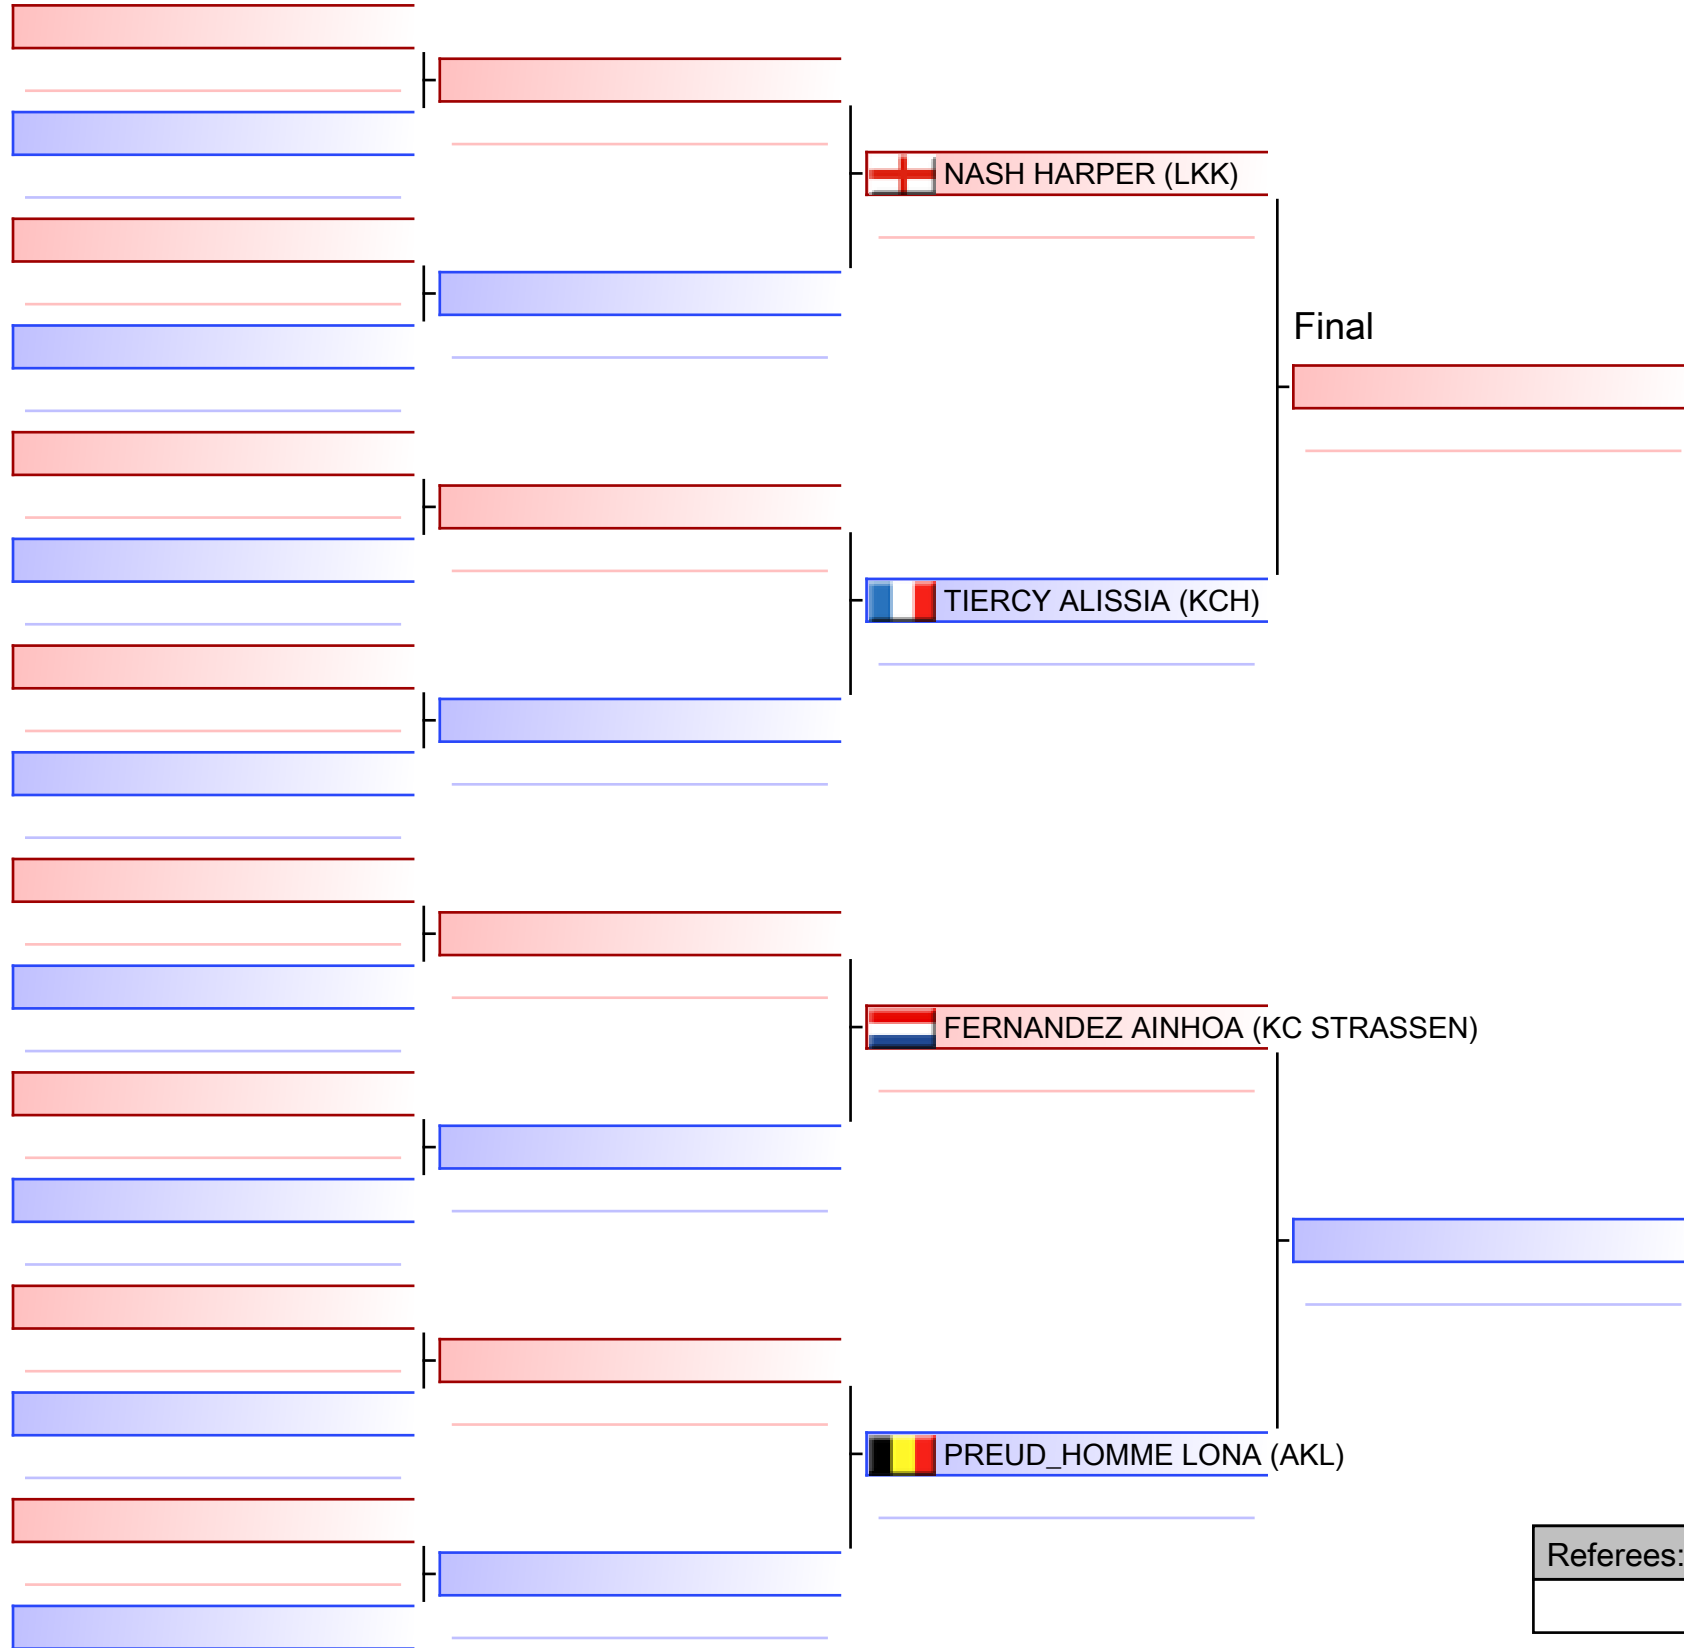 NASH HARPER (LKK)
Final
TIERCY ALISSIA (KCH)
FERNANDEZ AINHOA (KC STRASSEN)
PREUD_HOMME LONA (AKL)
Referees: